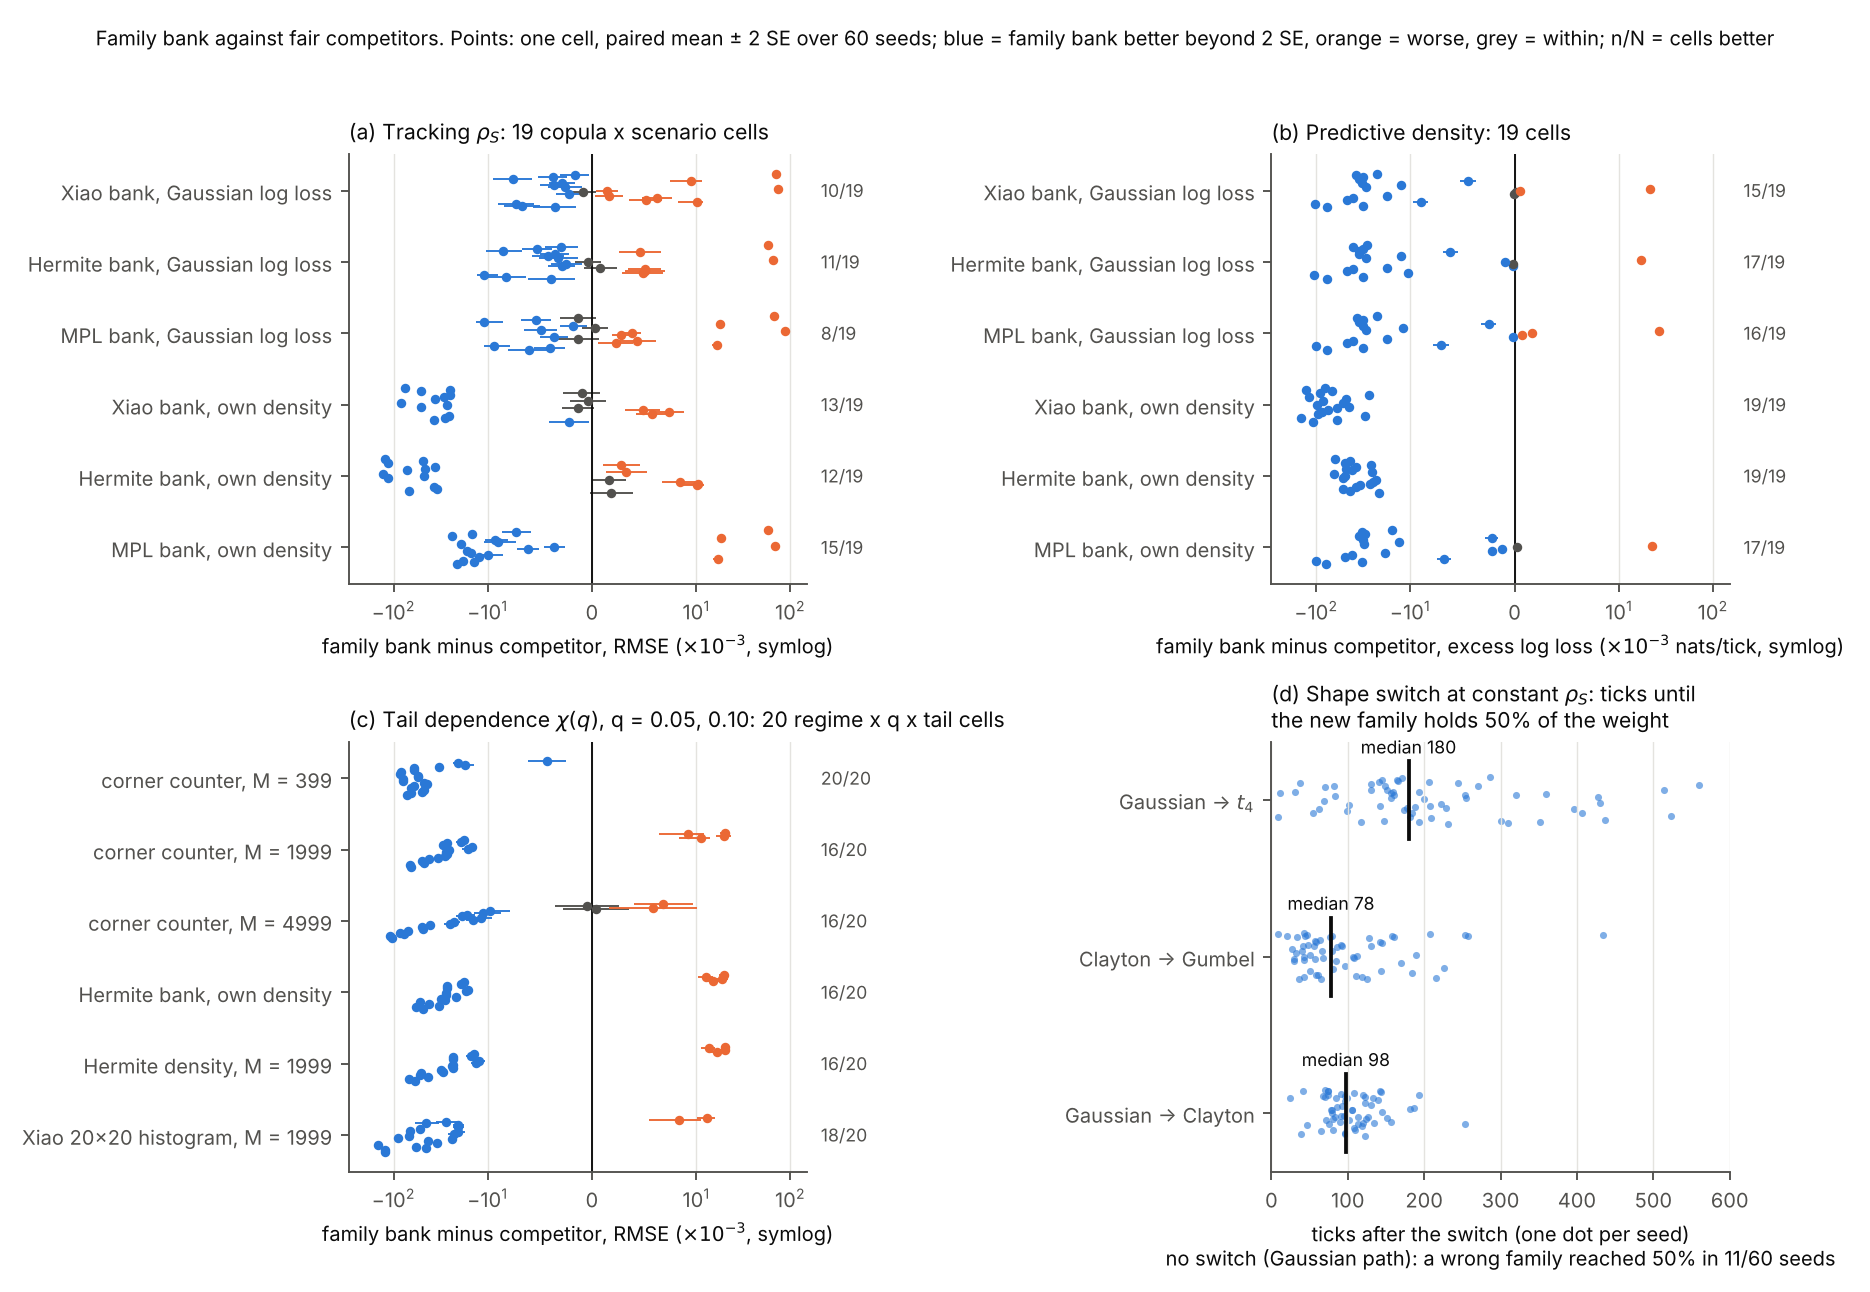 Family bank against fair competitors. Points: one cell, paired mean ± 2 SE over 60 seeds; blue = family bank better beyond 2 SE, orange = worse, grey = within; n/N = cells better
(a) Tracking ρS: 19 copula x scenario cells
Xiao bank, Gaussian log loss
10/19
Hermite bank, Gaussian log loss
11/19
MPL bank, Gaussian log loss
8/19
Xiao bank, own density
13/19
Hermite bank, own density
12/19
MPL bank, own density
15/19
−10² −10¹ 0 10¹ 10²
family bank minus competitor, RMSE (×10⁻³, symlog)
(b) Predictive density: 19 cells
Xiao bank, Gaussian log loss
15/19
Hermite bank, Gaussian log loss
17/19
MPL bank, Gaussian log loss
16/19
Xiao bank, own density
19/19
Hermite bank, own density
19/19
MPL bank, own density
17/19
−10² −10¹ 0 10¹ 10²
family bank minus competitor, excess log loss (×10⁻³ nats/tick, symlog)
(c) Tail dependence χ(q), q = 0.05, 0.10: 20 regime x q x tail cells
corner counter, M = 399
20/20
corner counter, M = 1999
16/20
corner counter, M = 4999
16/20
Hermite bank, own density
16/20
Hermite density, M = 1999
16/20
Xiao 20×20 histogram, M = 1999
18/20
−10² −10¹ 0 10¹ 10²
family bank minus competitor, RMSE (×10⁻³, symlog)
(d) Shape switch at constant ρS: ticks until
the new family holds 50% of the weight
median 180
Gaussian → t₄
median 78
Clayton → Gumbel
median 98
Gaussian → Clayton
0 100 200 300 400 500 600
ticks after the switch (one dot per seed)
no switch (Gaussian path): a wrong family reached 50% in 11/60 seeds